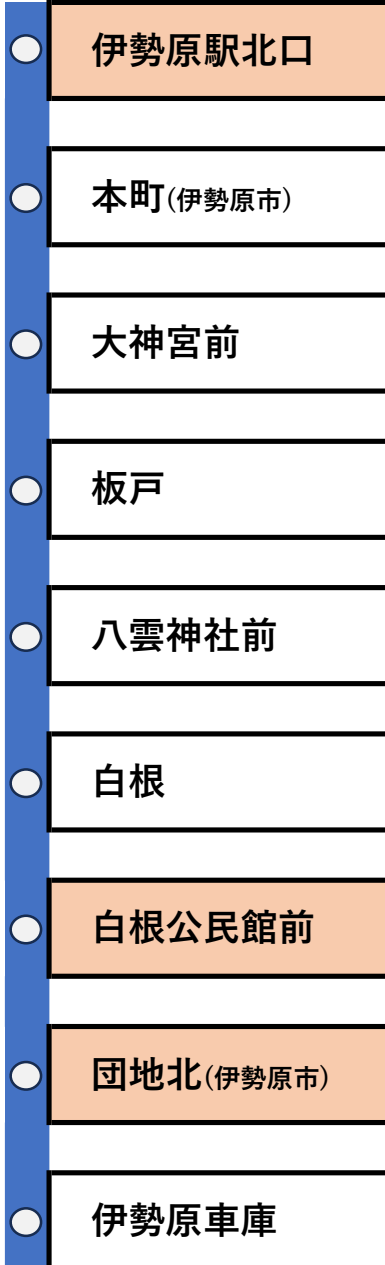 伊勢原駅北口
本町(伊勢原市)
大神宮前
板戸
八雲神社前
白根
白根公民館前
団地北(伊勢原市)
伊勢原車庫